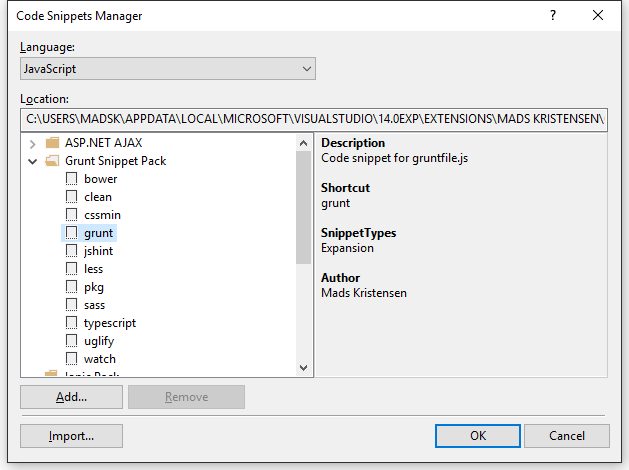 Code Snippets Manager
Language:
JavaScript
Location:
C:\USERS\MADSK\APPDATA\LOCAL\MICROSOFT\VISUALSTUDIO\14.0EXP\EXTENSIONS\MADS KRISTENSEN\
ASP.NET AJAX
Grunt Snippet Pack
bower
clean
cssmin
grunt
jshint
less
pkg
sass
typescript
uglify
watch
Ionic Pack
Description
Code snippet for gruntfile.js
Shortcut
grunt
SnippetTypes
Expansion
Author
Mads Kristensen
Add...
Remove
Import...
OK
Cancel